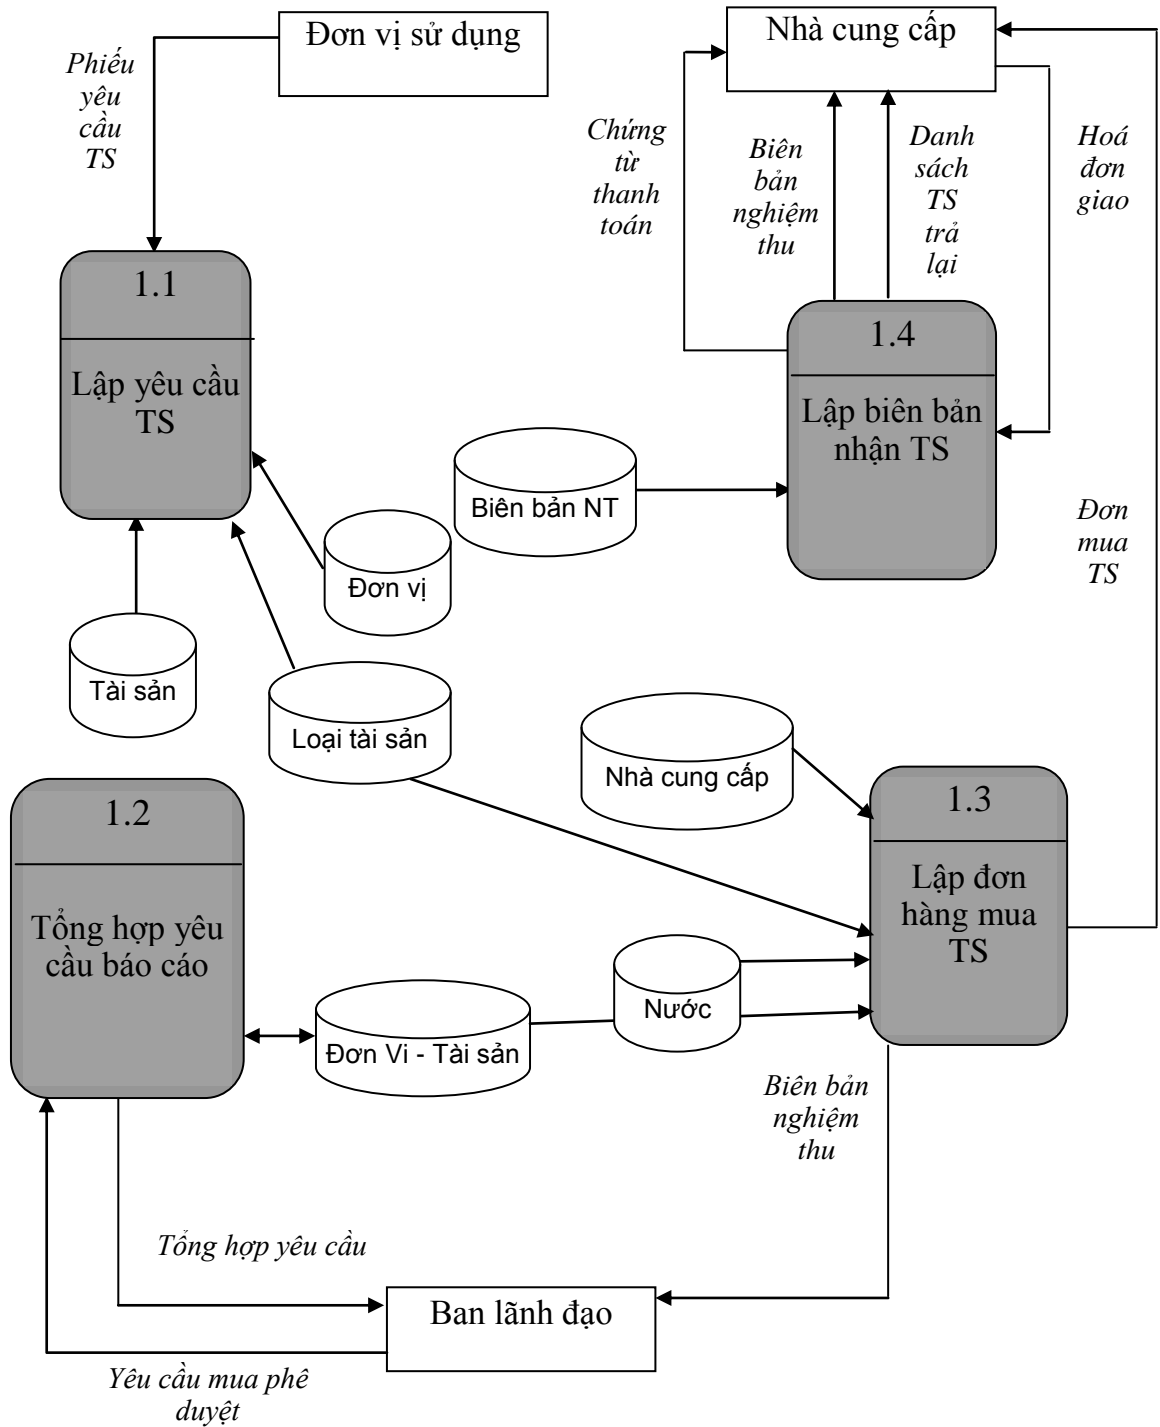 Đơn vị sử dụng
Nhà cung cấp
Phiếu
yêu
cầu
TS
Chứng
từ
thanh
toán
Biên
bản
nghiệm
thu
Danh
sách
TS
trả
lại
Hoá
đơn
giao
1.1
Lập yêu cầu
TS
1.4
Lập biên bản
nhận TS
Biên bản NT
Đơn vị
Đơn
mua
TS
Tài sản
Loại tài sản
Nhà cung cấp
1.2
Tổng hợp yêu
cầu báo cáo
1.3
Lập đơn
hàng mua
TS
Nước
Đơn Vi - Tài sản
Biên bản
nghiệm
thu
Tổng hợp yêu cầu
Ban lãnh đạo
Yêu cầu mua phê
duyệt